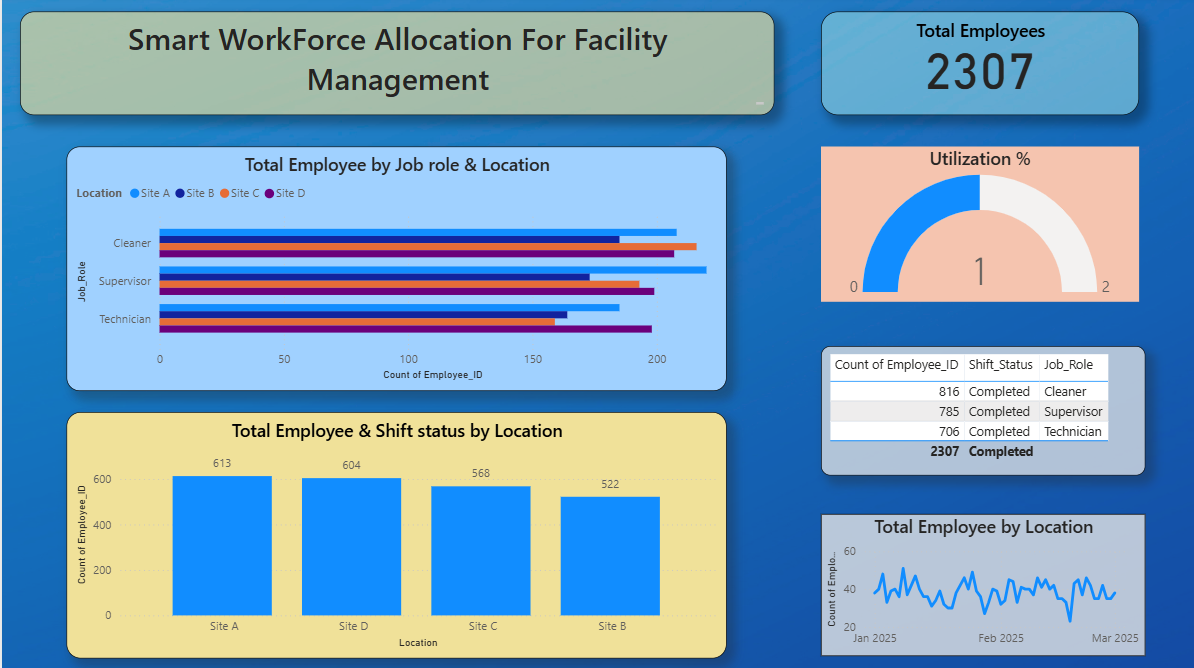 Smart WorkForce Allocation For Facility
Management
Total Employees
2307
Total Employee by Job role & Location
Location Site A Site B Site C Site D
Job_Role
Cleaner
Supervisor
Technician
0 50 100 150 200
Count of Employee_ID
Utilization %
1
0 2
Count of Employee_ID Shift_Status Job_Role
816 Completed Cleaner
785 Completed Supervisor
706 Completed Technician
2307 Completed
Total Employee & Shift status by Location
Count of Employee_ID
600
400
200
0
613 604 568 522
Site A Site D Site C Site B
Location
Total Employee by Location
Count of Emplo...
60
40
20
Jan 2025 Feb 2025 Mar 2025